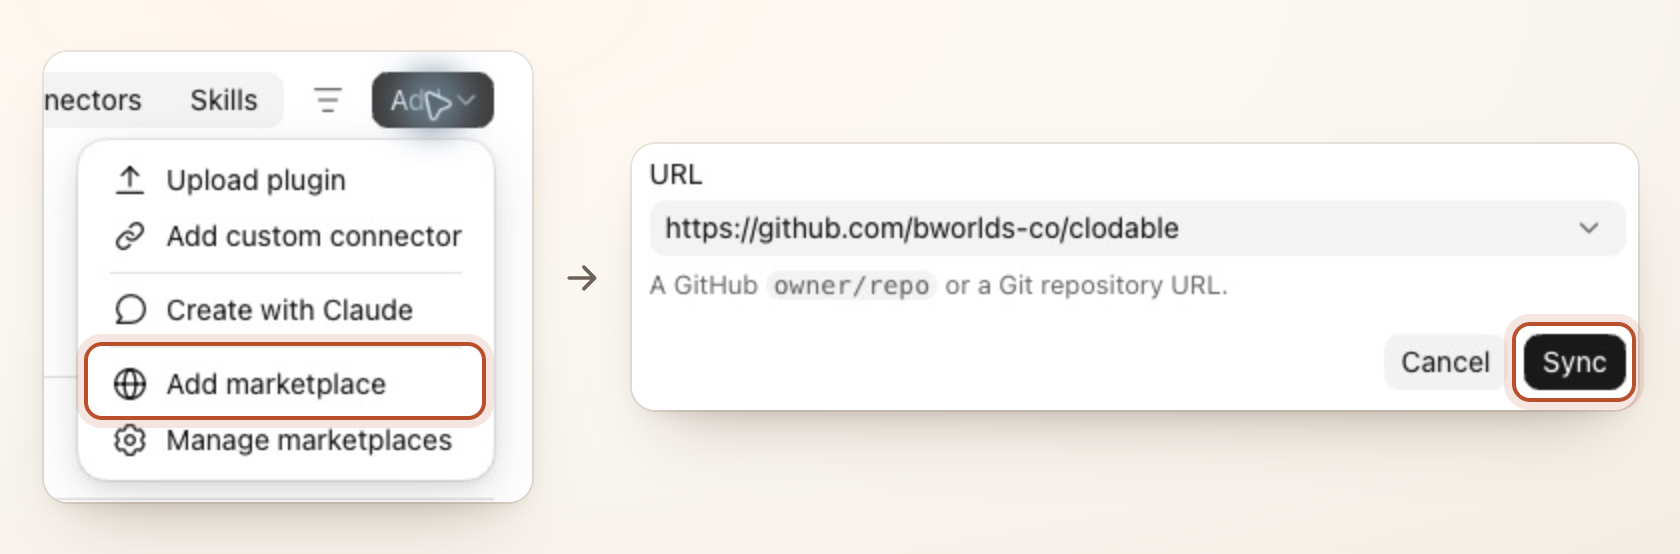 nectors
Skills
Add
Upload plugin
Add custom connector
Create with Claude
Add marketplace
Manage marketplaces
URL
https://github.com/bworlds-co/clodable
A GitHub owner/repo or a Git repository URL.
Cancel
Sync